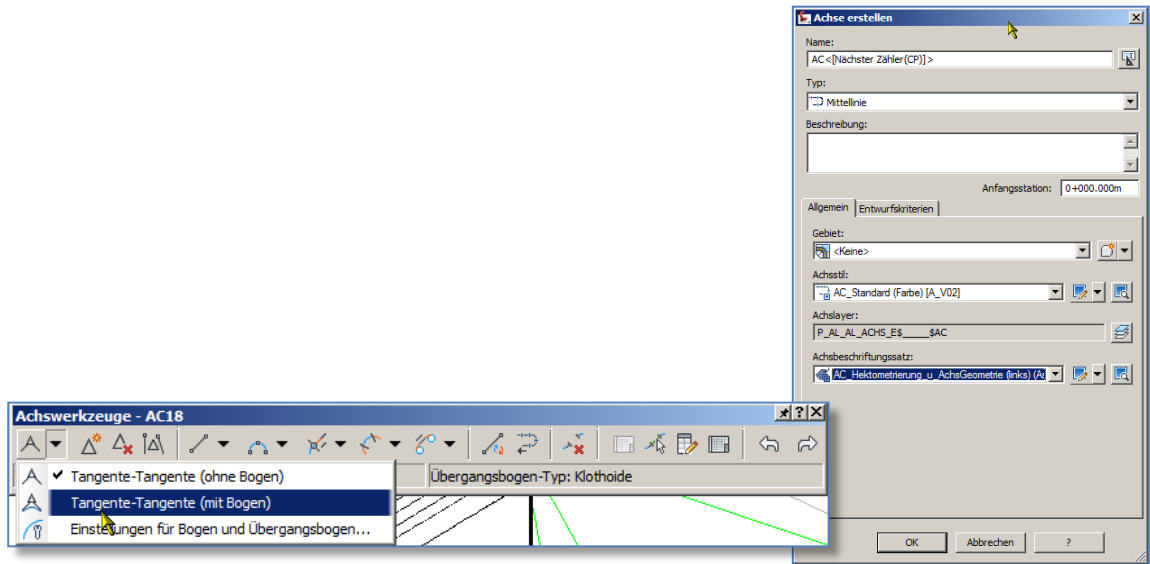 Achse erstellen
Name:
AC<[Nächster Zähler(CP)]>
Typ:
Mittellinie
Beschreibung:
Anfangsstation: 0+000.000m
Allgemein Entwurfskriterien
Gebiet:
<Keine>
Achsstil:
AC_Standard (Farbe) [A_V02]
Achslayer:
P_AL_AL_ACHS_E$_____$AC
Achsbeschriftungssatz:
AC_Hektometrierung_u_AchsGeometrie (links)
OK Abbrechen ?
Achswerkzeuge - AC18
Übergangsbogen-Typ: Klothoide
Tangente-Tangente (ohne Bogen)
Tangente-Tangente (mit Bogen)
Einstellungen für Bogen und Übergangsbogen...